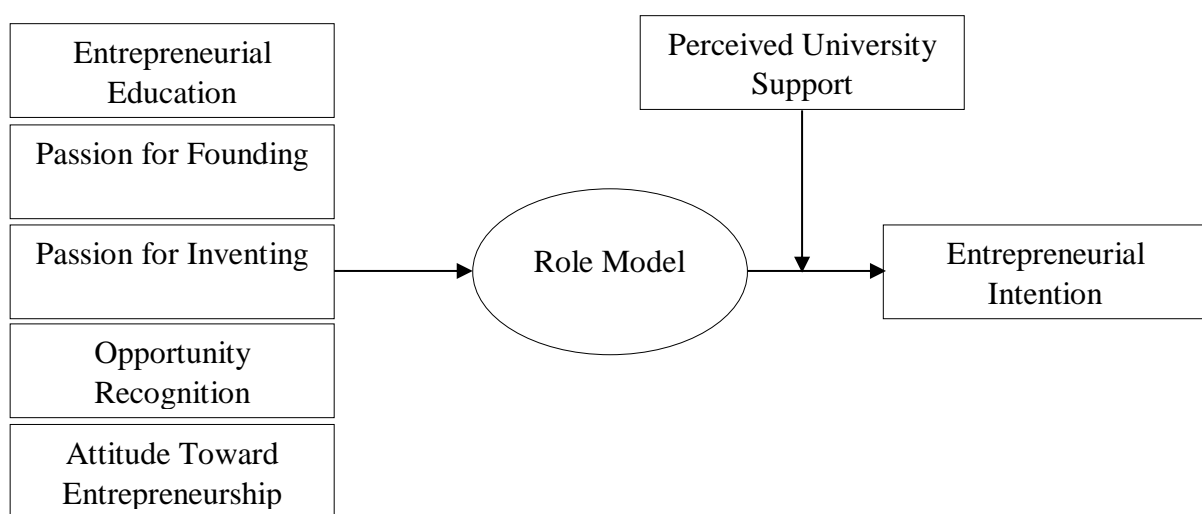 Entrepreneurial
Education
Passion for Founding
Passion for Inventing
Opportunity
Recognition
Attitude Toward
Entrepreneurship
Role Model
Perceived University
Support
Entrepreneurial
Intention